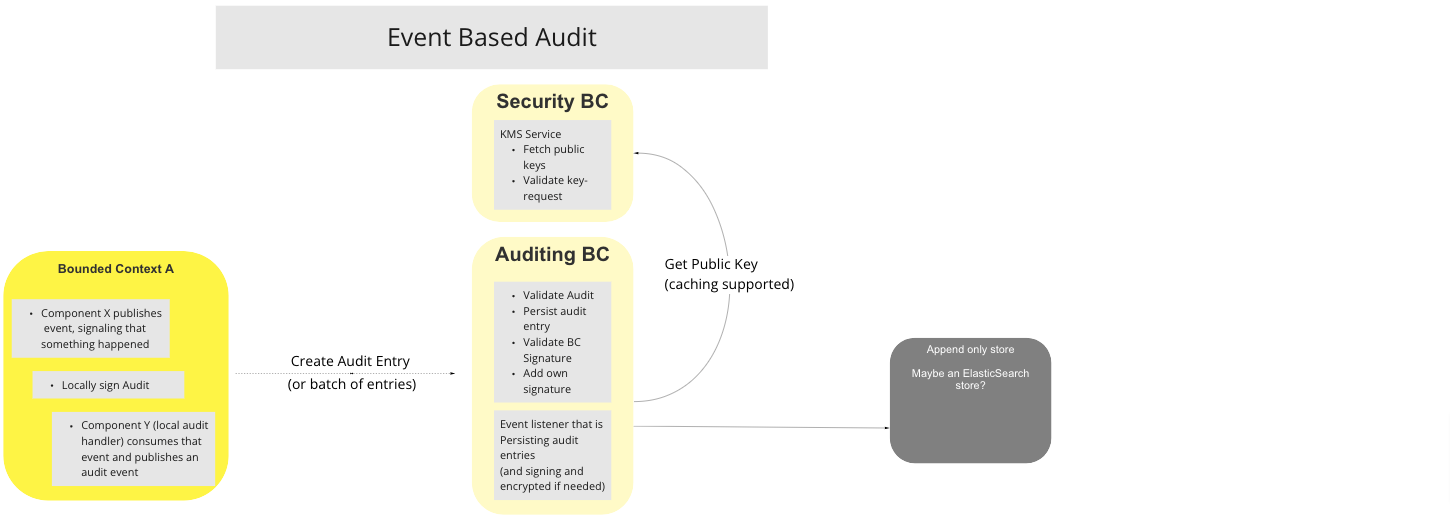 Event Based Audit
Security BC
KMS Service
• Fetch public
keys
• Validate key-
request
Auditing BC
• Validate Audit
• Persist audit
entry
• Validate BC
Signature
• Add own
signature
Event listener that is
Persisting audit
entries
(and signing and
encrypted if needed)
Get Public Key
(caching supported)
Bounded Context A
• Component X publishes
event, signaling that
something happened
• Locally sign Audit
• Component Y (local audit
handler) consumes that
event and publishes an
audit event
Create Audit Entry
(or batch of entries)
Append only store
Maybe an ElasticSearch
store?